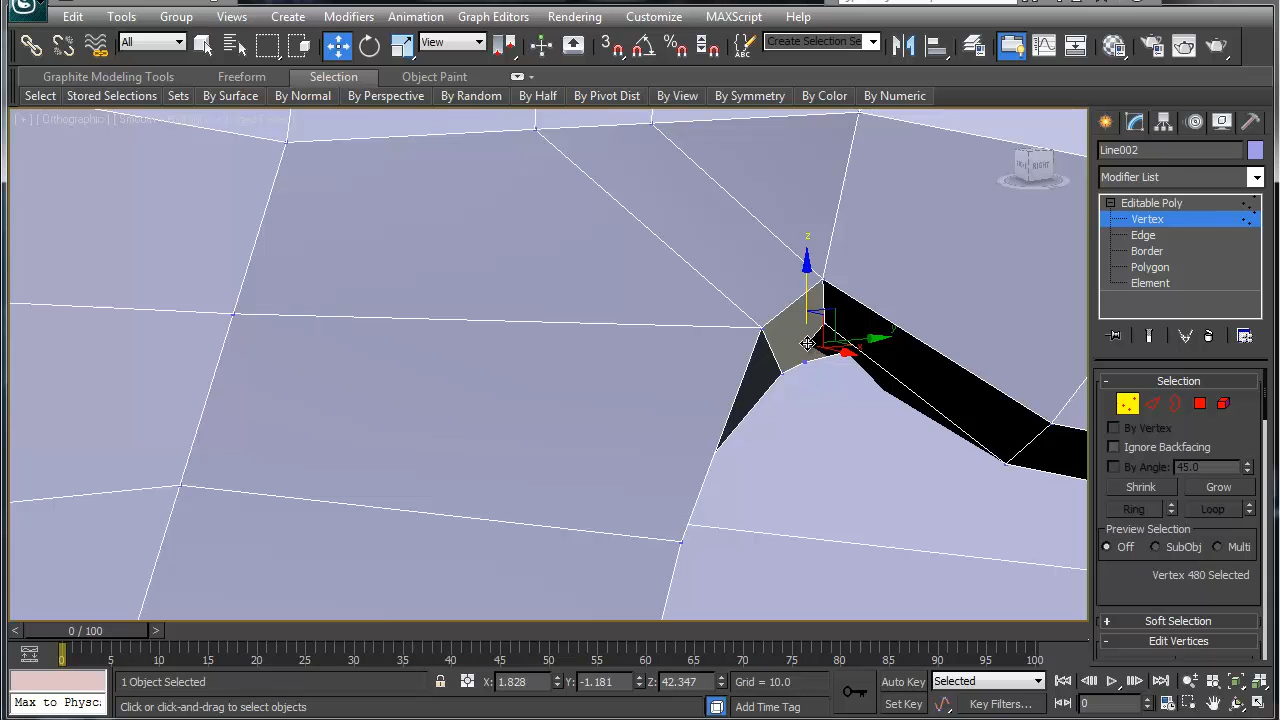 Edit Tools Group Views Create Modifiers Animation Graph Editors Rendering Customize MAXScript Help
All View Create Selection Se
Graphite Modeling Tools Freeform Selection Object Paint
Select Stored Selections Sets By Surface By Normal By Perspective By Random By Half By Pivot Dist By View By Symmetry By Color By Numeric
[ + ] [ Orthographic ]
RIGHT
z
y
x
Line002
Modifier List
Editable Poly
Vertex
Edge
Border
Polygon
Element
- Selection
By Vertex
Ignore Backfacing
By Angle: 45.0
Shrink Grow
Ring Loop
Preview Selection
Off SubObj Multi
Vertex 480 Selected
+ Soft Selection
- Edit Vertices
< 0 / 100 >
0 5 10 15 20 25 30 35 40 45 50 55 60 65 70 75 80 85 90 95 100
1 Object Selected X: 1.828 Y: -1.181 Z: 42.347 Grid = 10.0 Auto Key Selected
Max to Physc Click or click-and-drag to select objects Add Time Tag Set Key Key Filters... 0